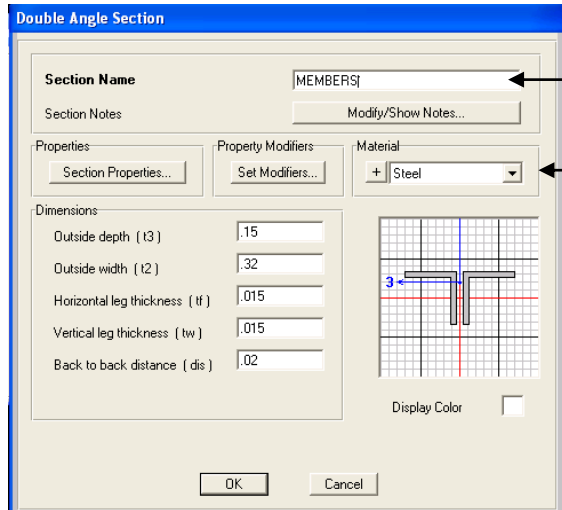 Double Angle Section
Section Name MEMBERS
Section Notes Modify/Show Notes...
Properties Property Modifiers Material
Section Properties... Set Modifiers... + Steel
Dimensions
Outside depth ( t3 ) .15
Outside width ( t2 ) .32
Horizontal leg thickness ( tf ) .015
Vertical leg thickness ( tw ) .015
Back to back distance ( dis ) .02
3
Display Color
OK Cancel